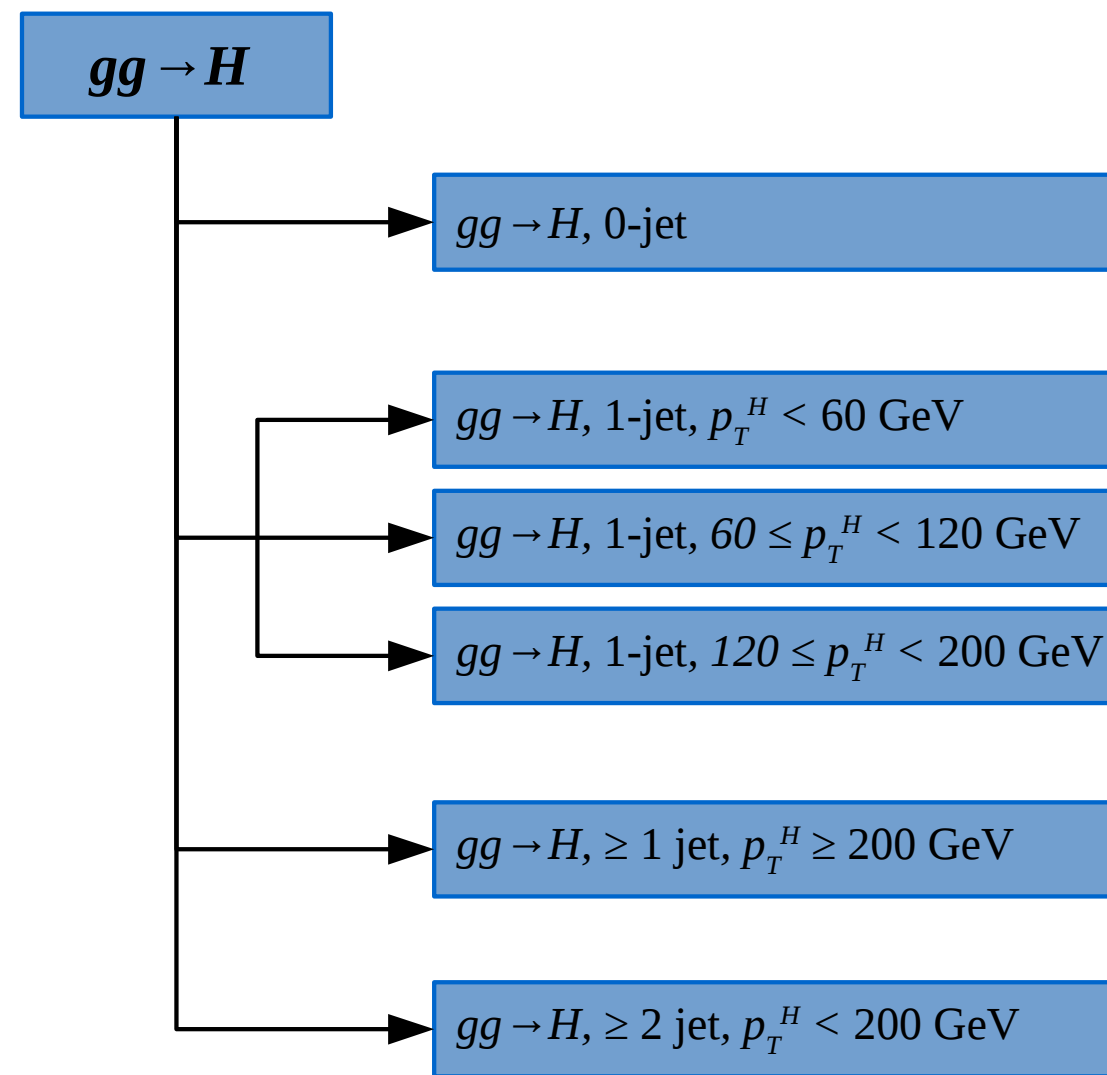 gg→H
gg→H, 0-jet
gg→H, 1-jet, p_T^H < 60 GeV
gg→H, 1-jet, 60 ≤ p_T^H < 120 GeV
gg→H, 1-jet, 120 ≤ p_T^H < 200 GeV
gg→H, ≥ 1 jet, p_T^H ≥ 200 GeV
gg→H, ≥ 2 jet, p_T^H < 200 GeV